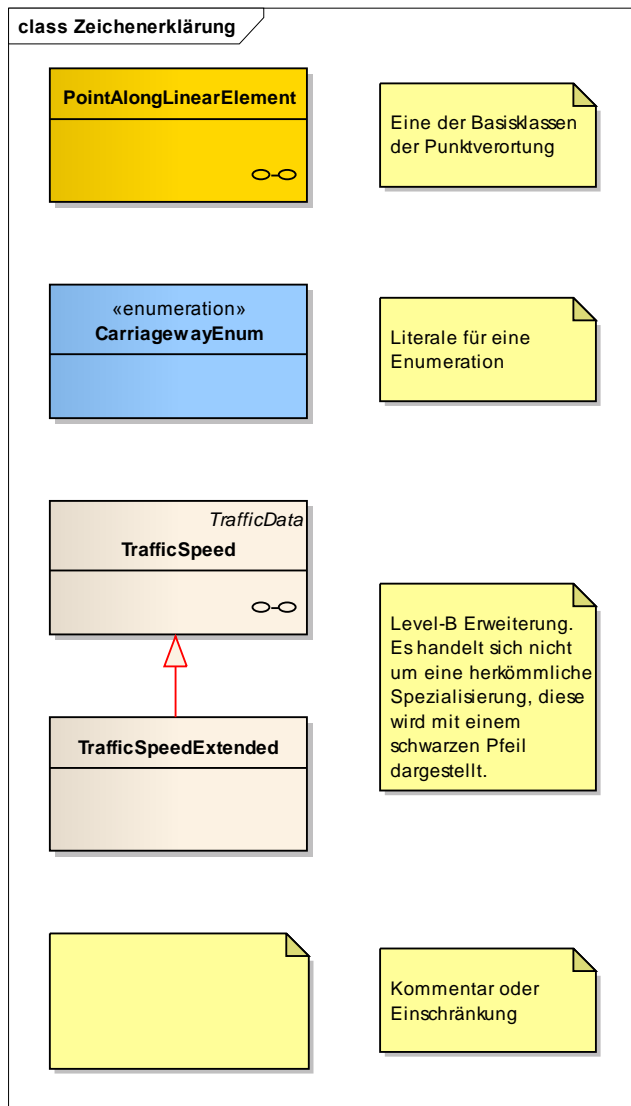 class Zeichenerklärung
PointAlongLinearElement
Eine der Basisklassen
der Punktverortung
«enumeration»
CarriagewayEnum
Literale für eine
Enumeration
TrafficData
TrafficSpeed
Level-B Erweiterung.
Es handelt sich nicht
um eine herkömmliche
Spezialisierung, diese
wird mit einem
schwarzen Pfeil
dargestellt.
TrafficSpeedExtended
Kommentar oder
Einschränkung